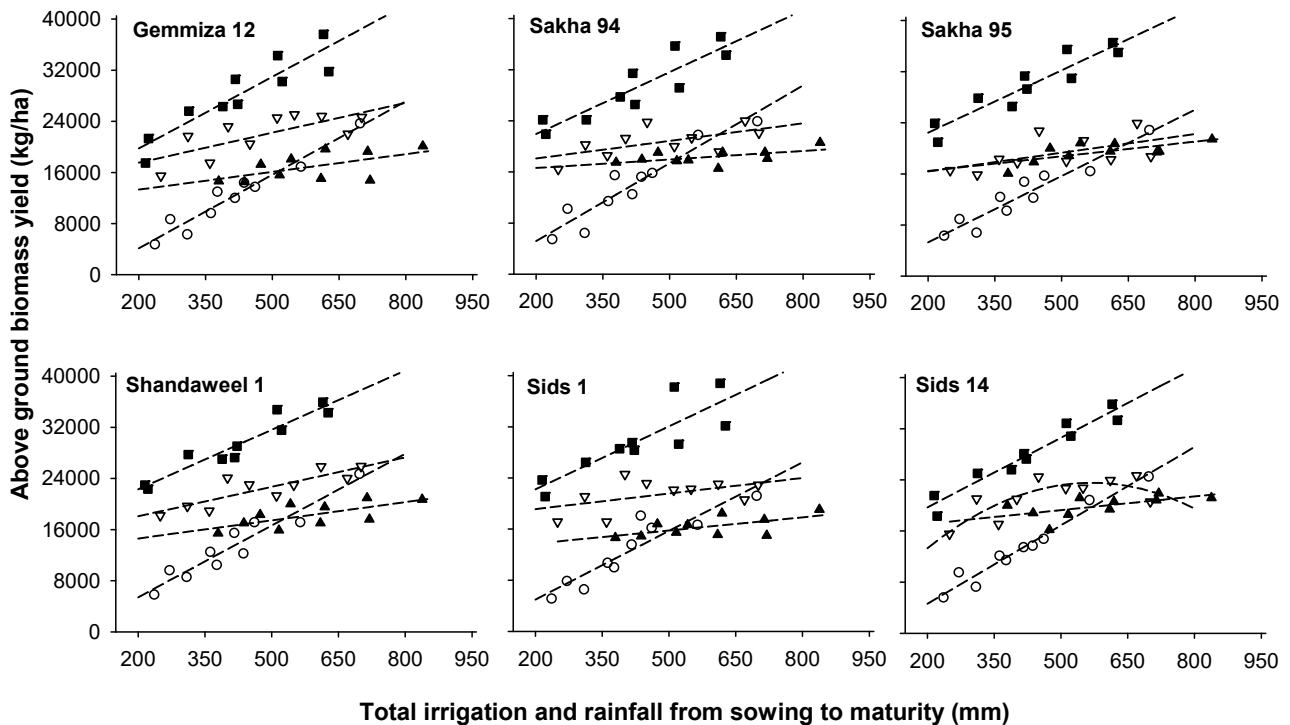 Above ground biomass yield (kg/ha)
40000
32000
24000
16000
8000
0
Gemmiza 12
200 350 500 650 800 950
Sakha 94
200 350 500 650 800 950
Sakha 95
200 350 500 650 800 950
40000
32000
24000
16000
8000
0
Shandaweel 1
200 350 500 650 800 950
Sids 1
200 350 500 650 800 950
Sids 14
200 350 500 650 800 950
Total irrigation and rainfall from sowing to maturity (mm)